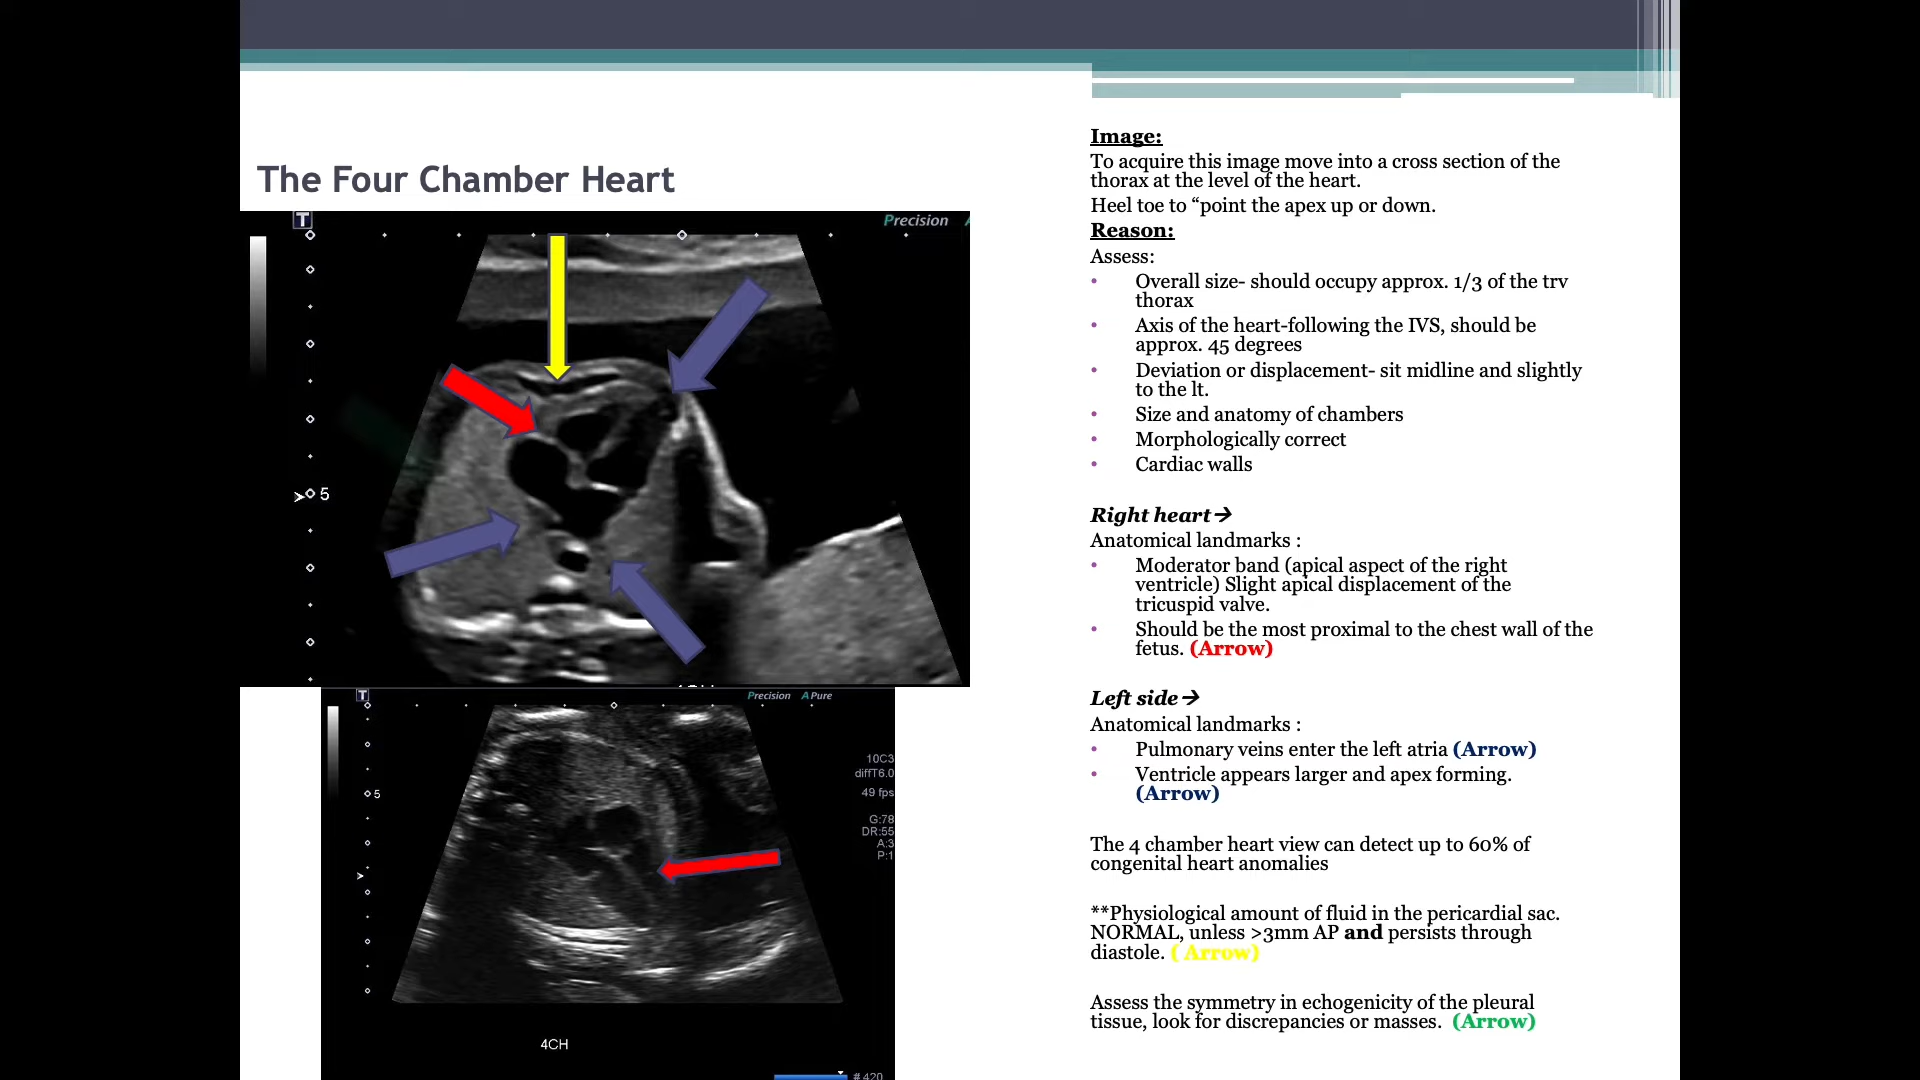 The Four Chamber Heart
T
Precision A
5
T
Precision APure
10C3
diffT6.0
49 fps
G:78
DR:55
A:3
P:1
5
4CH
# 420
Image:
To acquire this image move into a cross section of the
thorax at the level of the heart.
Heel toe to “point the apex up or down.
Reason:
Assess:
• Overall size- should occupy approx. 1/3 of the trv
thorax
• Axis of the heart-following the IVS, should be
approx. 45 degrees
• Deviation or displacement- sit midline and slightly
to the lt.
• Size and anatomy of chambers
• Morphologically correct
• Cardiac walls
Right heart→
Anatomical landmarks :
• Moderator band (apical aspect of the right
ventricle) Slight apical displacement of the
tricuspid valve.
• Should be the most proximal to the chest wall of the
fetus. (Arrow)
Left side→
Anatomical landmarks :
• Pulmonary veins enter the left atria (Arrow)
• Ventricle appears larger and apex forming.
(Arrow)
The 4 chamber heart view can detect up to 60% of
congenital heart anomalies
**Physiological amount of fluid in the pericardial sac.
NORMAL, unless >3mm AP and persists through
diastole. ( Arrow)
Assess the symmetry in echogenicity of the pleural
tissue, look for discrepancies or masses. (Arrow)